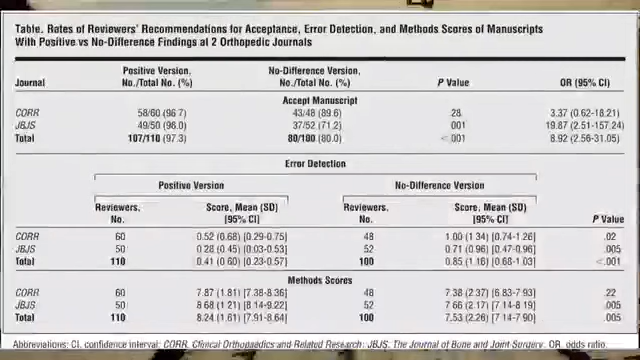 Table. Rates of Reviewers' Recommendations for Acceptance, Error Detection, and Methods Scores of Manuscripts
With Positive vs No-Difference Findings at 2 Orthopedic Journals
Journal Positive Version, No./Total No. (%) No-Difference Version, No./Total No. (%) P Value OR (95% CI)
Accept Manuscript
CORR 58/60 (96.7) 43/48 (89.6) .28 3.37 (0.62-18.21)
JBJS 49/50 (96.0) 37/52 (71.2) .001 19.87 (2.51-157.24)
Total 107/110 (97.3) 80/100 (80.0) <.001 8.92 (2.56-31.05)
Error Detection
Positive Version No-Difference Version
Reviewers, No. Score, Mean (SD) [95% CI] Reviewers, No. Score, Mean (SD) [95% CI] P Value
CORR 60 0.52 (0.68) [0.29-0.75] 48 1.00 (1.34) [0.74-1.26] .02
JBJS 50 0.28 (0.45) [0.03-0.53] 52 0.71 (0.96) [0.47-0.96] .005
Total 110 0.41 (0.60) [0.23-0.57] 100 0.85 (1.16) [0.68-1.03] <.001
Methods Scores
CORR 60 7.87 (1.81) [7.38-8.36] 48 7.38 (2.37) [6.83-7.93] .22
JBJS 50 8.68 (1.21) [8.14-9.22] 52 7.66 (2.17) [7.14-8.19] .005
Total 110 8.24 (1.61) [7.91-8.64] 100 7.53 (2.26) [7.14-7.90] .005
Abbreviations: CI, confidence interval; CORR, Clinical Orthopaedics and Related Research; JBJS, The Journal of Bone and Joint Surgery; OR, odds ratio.